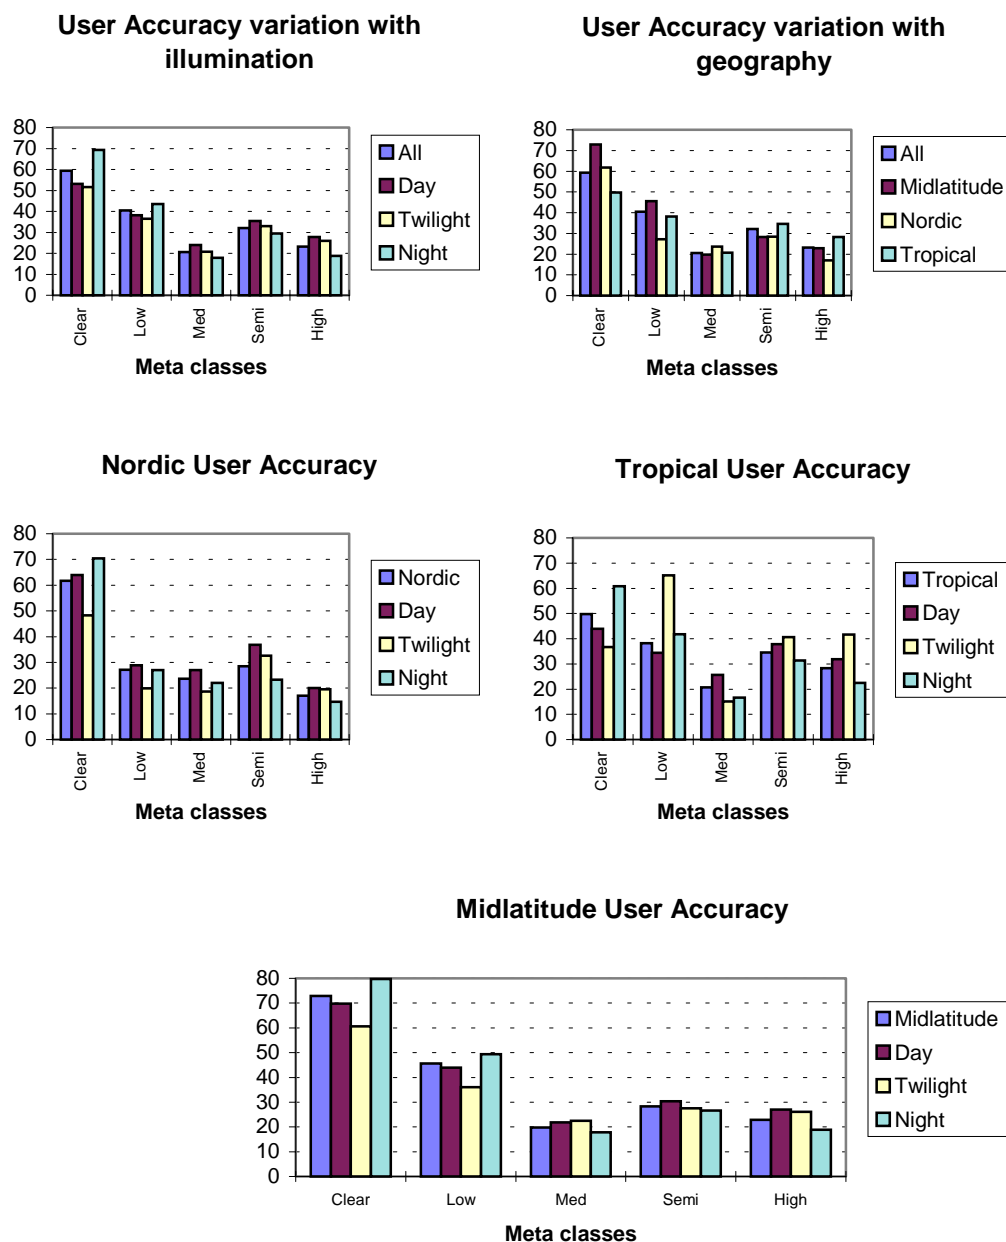 User Accuracy variation with
illumination
80
70
60
50
40
30
20
10
0
Clear
Low
Med
Semi
High
Meta classes
All
Day
Twilight
Night
User Accuracy variation with
geography
80
70
60
50
40
30
20
10
0
Clear
Low
Med
Semi
High
Meta classes
All
Midlatitude
Nordic
Tropical
Nordic User Accuracy
80
70
60
50
40
30
20
10
0
Clear
Low
Med
Semi
High
Meta classes
Nordic
Day
Twilight
Night
Tropical User Accuracy
80
70
60
50
40
30
20
10
0
Clear
Low
Med
Semi
High
Meta classes
Tropical
Day
Twilight
Night
Midlatitude User Accuracy
80
70
60
50
40
30
20
10
0
Clear
Low
Med
Semi
High
Meta classes
Midlatitude
Day
Twilight
Night